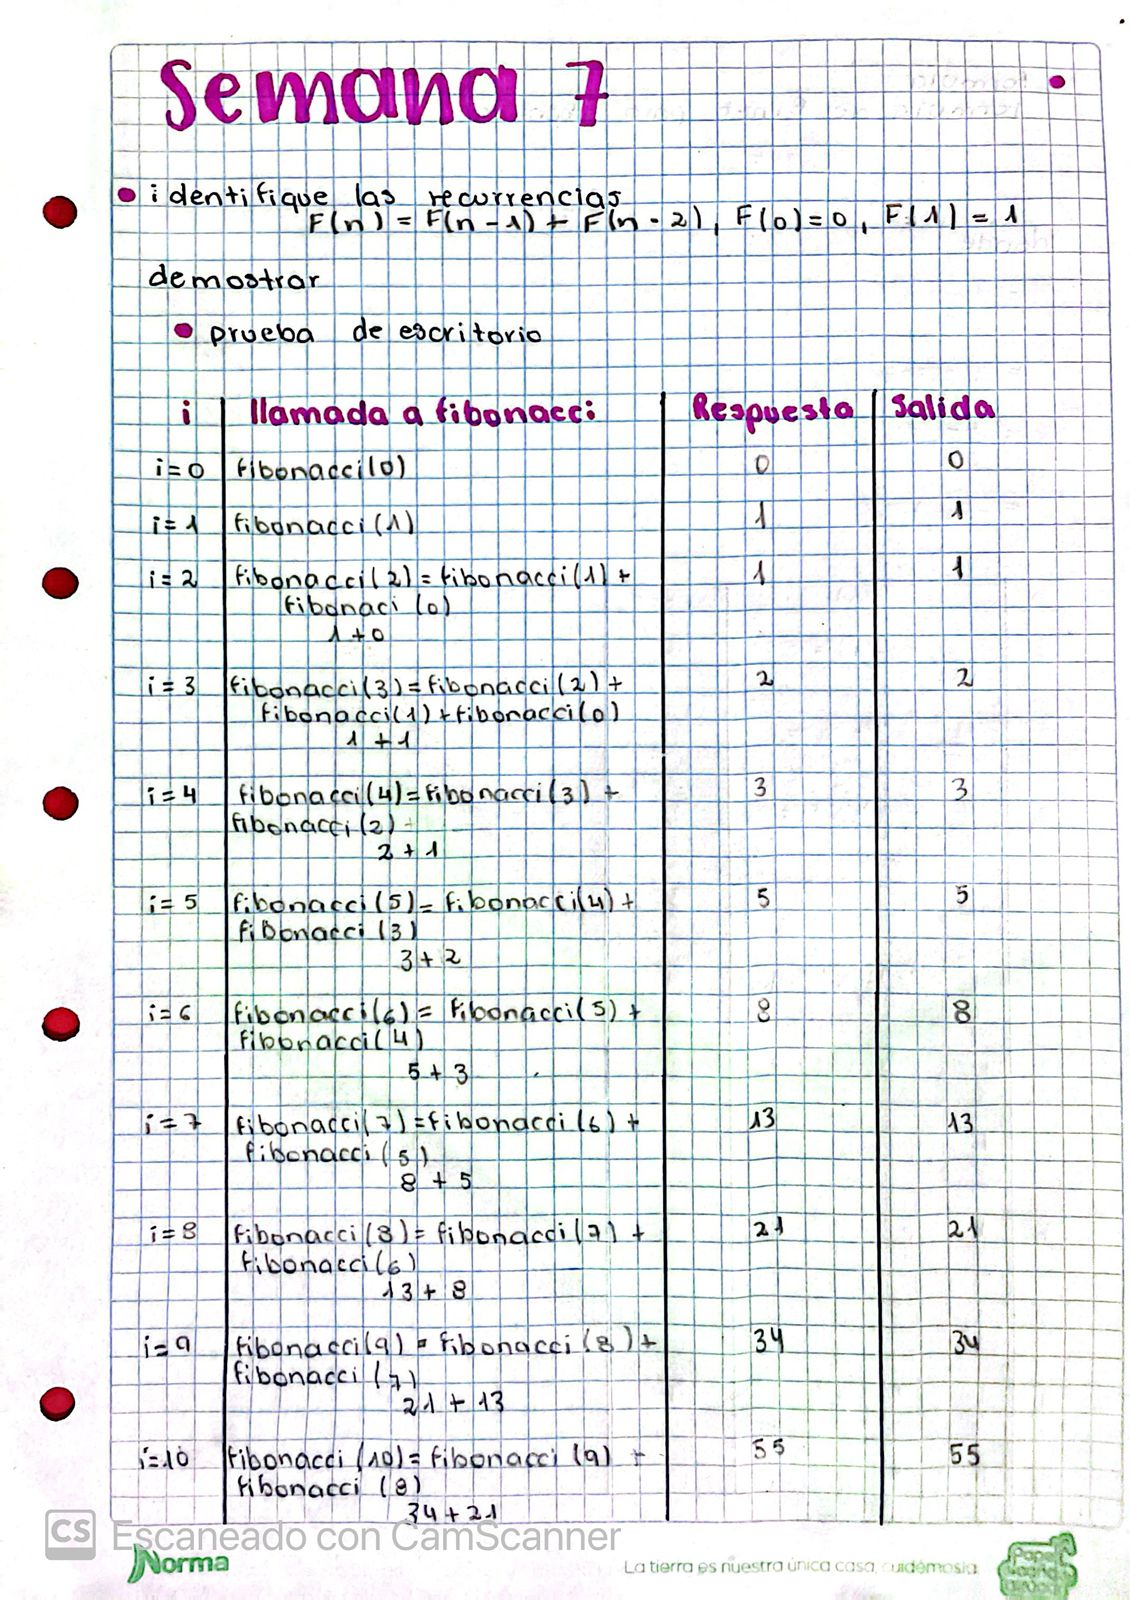 Semana 7
identifique las recurrencias
F(n) = F(n-1) + F(n-2), F(0)=0, F(1)=1
demostrar
prueba de escritorio
i llamada a fibonacci Respuesta Salida
i=0 fibonacci(0) 0 0
i=1 fibonacci(1) 1 1
i=2 fibonacci(2)=fibonacci(1)+ 1 1
fibonaci(0)
1+0
i=3 fibonacci(3)=fibonacci(2)+ 2 2
fibonacci(1)+fibonacci(0)
1+1
i=4 fibonacci(4)=fibonacci(3)+ 3 3
fibonacci(2)
2+1
i=5 fibonacci(5)=fibonacci(4)+ 5 5
fibonacci(3)
3+2
i=6 fibonacci(6)=fibonacci(5)+ 8 8
fibonacci(4)
5+3
i=7 fibonacci(7)=fibonacci(6)+ 13 13
fibonacci(5)
8+5
i=8 fibonacci(8)=fibonacci(7)+ 21 21
fibonacci(6)
13+8
i=9 fibonacci(9)=fibonacci(8)+ 34 34
fibonacci(7)
21+13
i=10 fibonacci(10)=fibonacci(9)+ 55 55
fibonacci(8)
34+21
CS Escaneado con CamScanner
Norma La tierra es nuestra única casa, cuidémosla